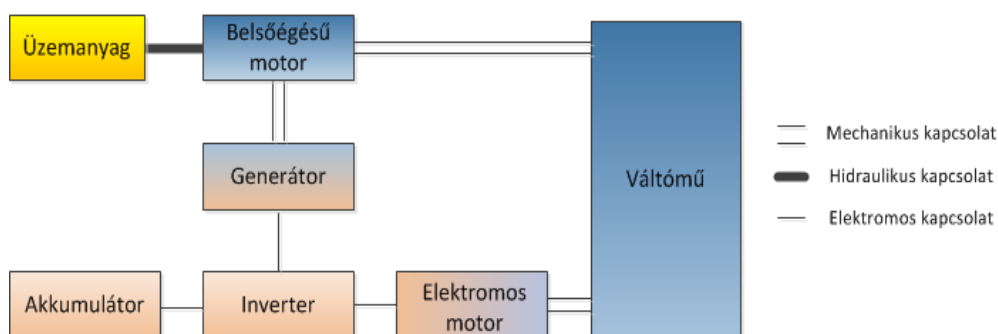 Üzemanyag
Belsőégésű
motor
Generátor
Váltómű
Akkumulátor
Inverter
Elektromos
motor
Mechanikus kapcsolat
Hidraulikus kapcsolat
Elektromos kapcsolat